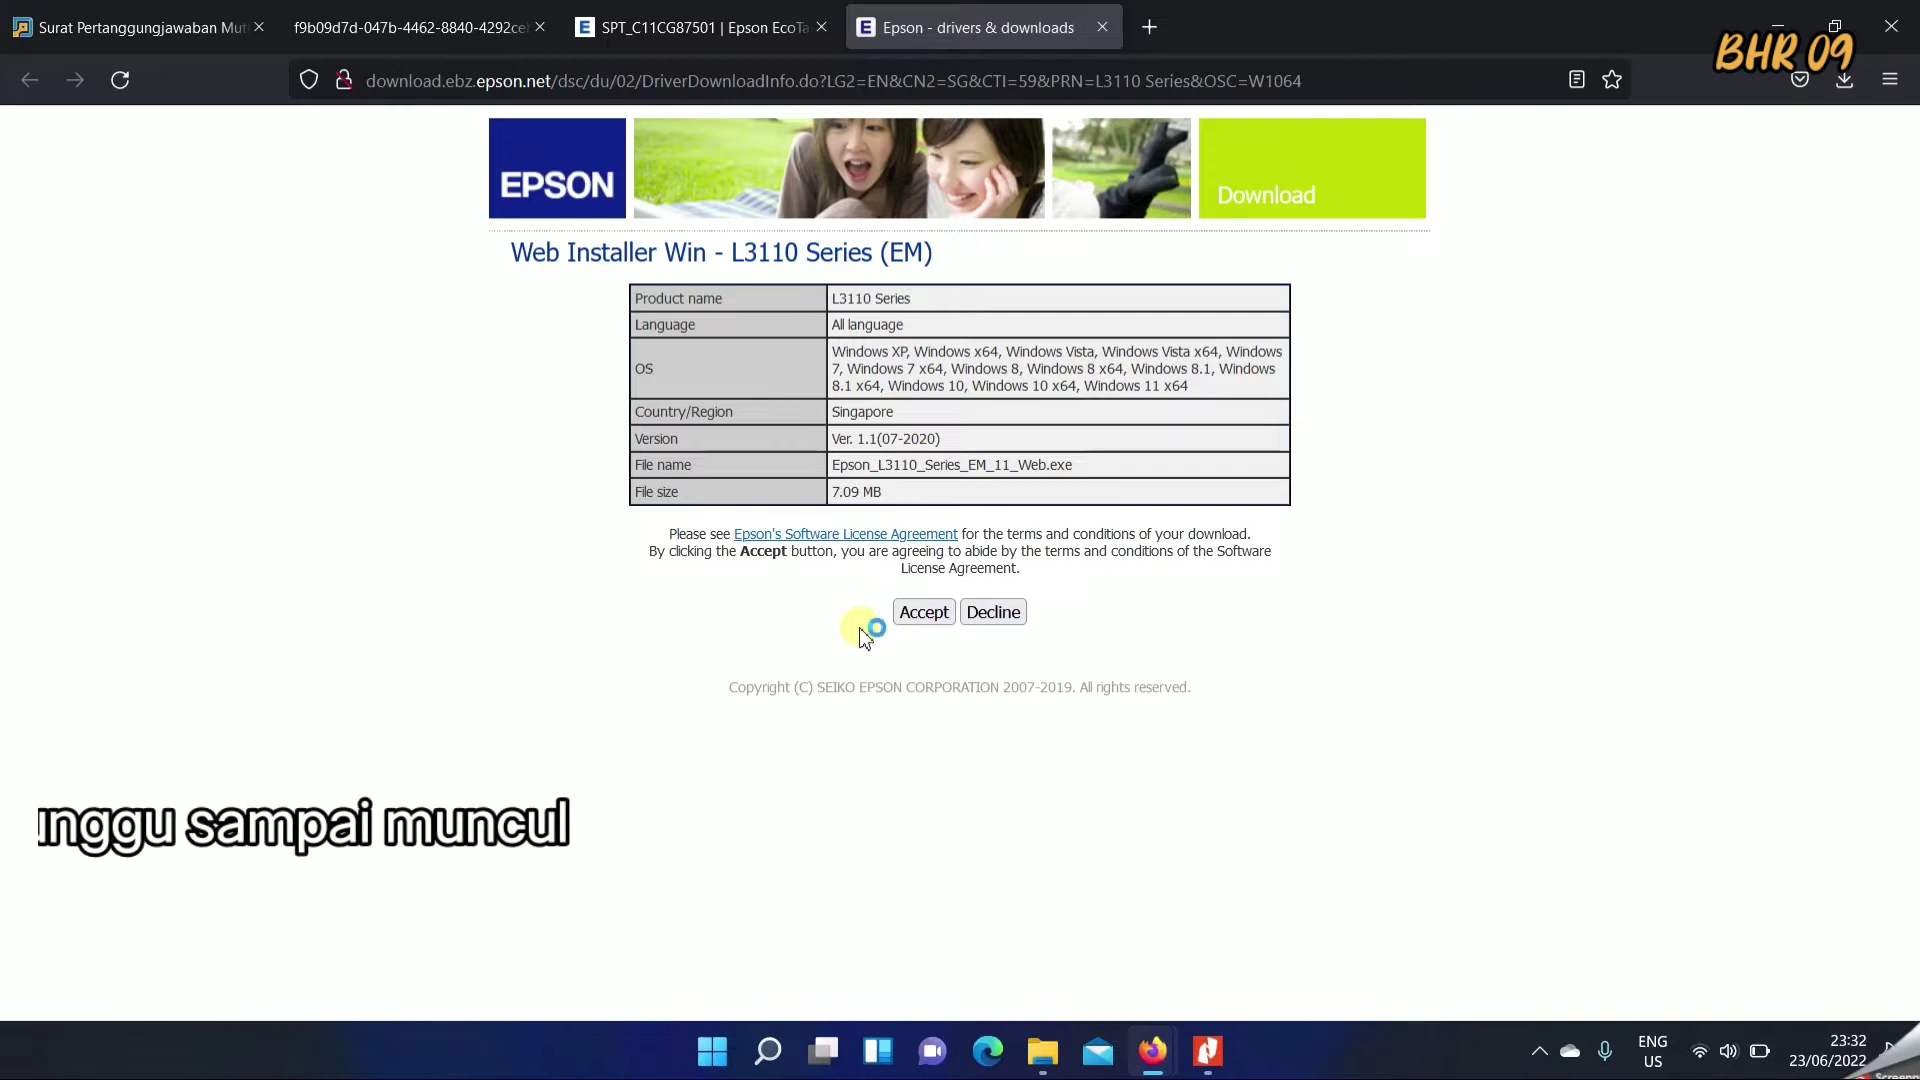 Surat Pertanggungjawaban Mut
f9b09d7d-047b-4462-8840-4292ce
SPT_C11CG87501 | Epson EcoTa
Epson - drivers & downloads
BHR 09
download.ebz.epson.net/dsc/du/02/DriverDownloadInfo.do?LG2=EN&CN2=SG&CTI=59&PRN=L3110 Series&OSC=W1064
EPSON
Download
Web Installer Win - L3110 Series (EM)
Product name L3110 Series
Language All language
OS Windows XP, Windows x64, Windows Vista, Windows Vista x64, Windows
7, Windows 7 x64, Windows 8, Windows 8 x64, Windows 8.1, Windows
8.1 x64, Windows 10, Windows 10 x64, Windows 11 x64
Country/Region Singapore
Version Ver. 1.1(07-2020)
File name Epson_L3110_Series_EM_11_Web.exe
File size 7.09 MB
Please see Epson's Software License Agreement for the terms and conditions of your download.
By clicking the Accept button, you are agreeing to abide by the terms and conditions of the Software
License Agreement.
Accept Decline
Copyright (C) SEIKO EPSON CORPORATION 2007-2019. All rights reserved.
unggu sampai muncul
ENG
US
23:32
23/06/2022